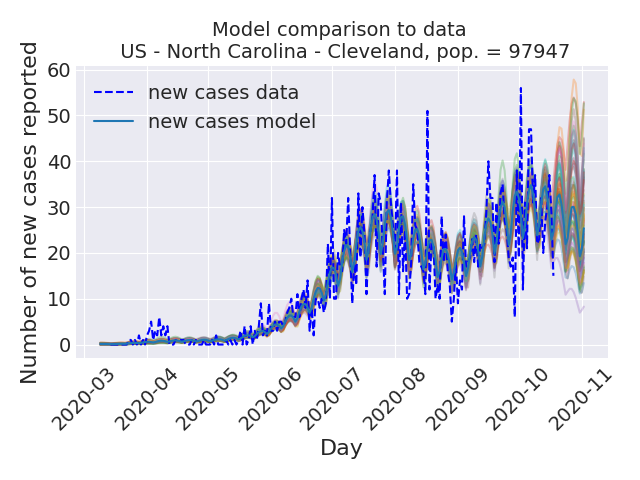 Model comparison to data
US - North Carolina - Cleveland, pop. = 97947
Number of new cases reported
60
50
40
30
20
10
0
new cases data
new cases model
2020-03
2020-04
2020-05
2020-06
2020-07
2020-08
2020-09
2020-10
2020-11
Day